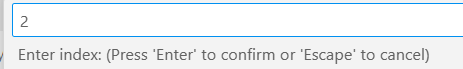 2
Enter index: (Press 'Enter' to confirm or 'Escape' to cancel)